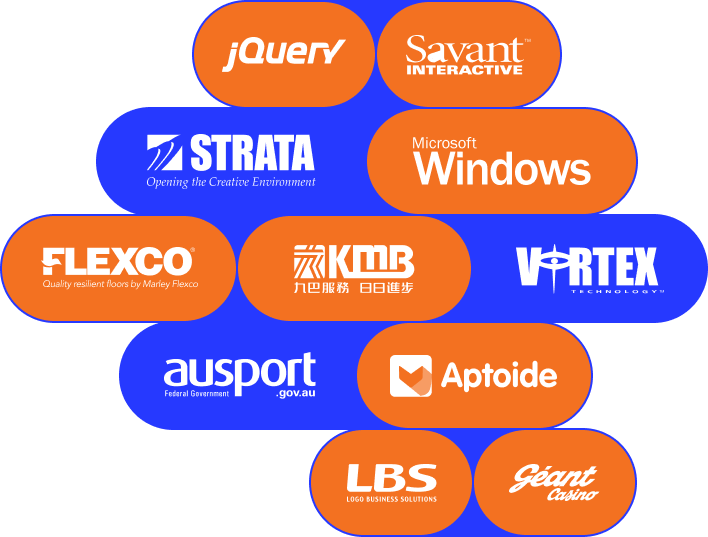 jQuery
Savant™
INTERACTIVE
STRATA
Opening the Creative Environment
Microsoft
Windows
FLEXCO®
Quality resilient floors by Marley Flexco
KMB
九巴服務 日日進步
VORTEX
TECHNOLOGY™
ausport
Federal Government
.gov.au
Aptoide
LBS
LOGO BUSINESS SOLUTIONS
Géant
Casino